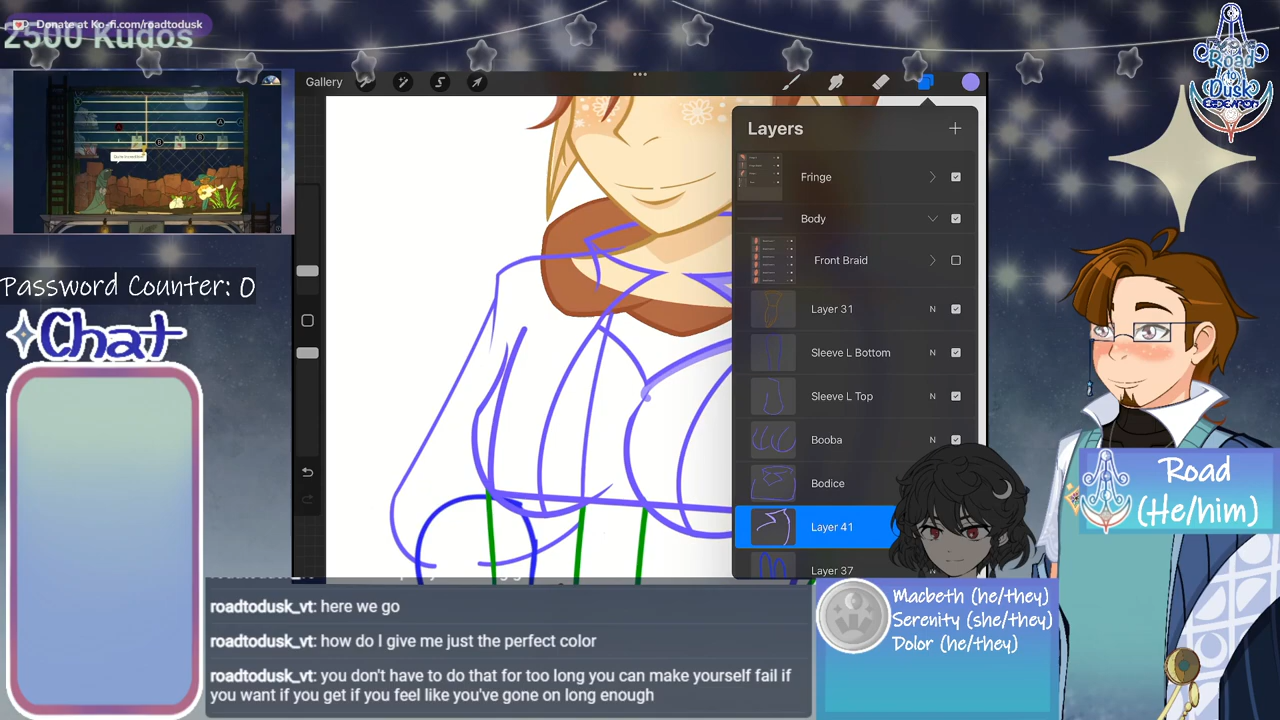 Donate at Ko-fi.com/roadtodusk
2500 Kudos
Road
to
Dusk
Gallery
Layers
Fringe
Body
Front Braid
Layer 31
N
Sleeve L Bottom
N
Sleeve L Top
N
Booba
N
Bodice
Layer 41
Layer 37
Password Counter: 0
Chat
Road
(He/him)
Macbeth (he/they)
Serenity (she/they)
Dolor (he/they)
roadtodusk_vt: here we go
roadtodusk_vt: how do I give me just the perfect color
roadtodusk_vt: you don't have to do that for too long you can make yourself fail if
you want if you get if you feel like you've gone on long enough